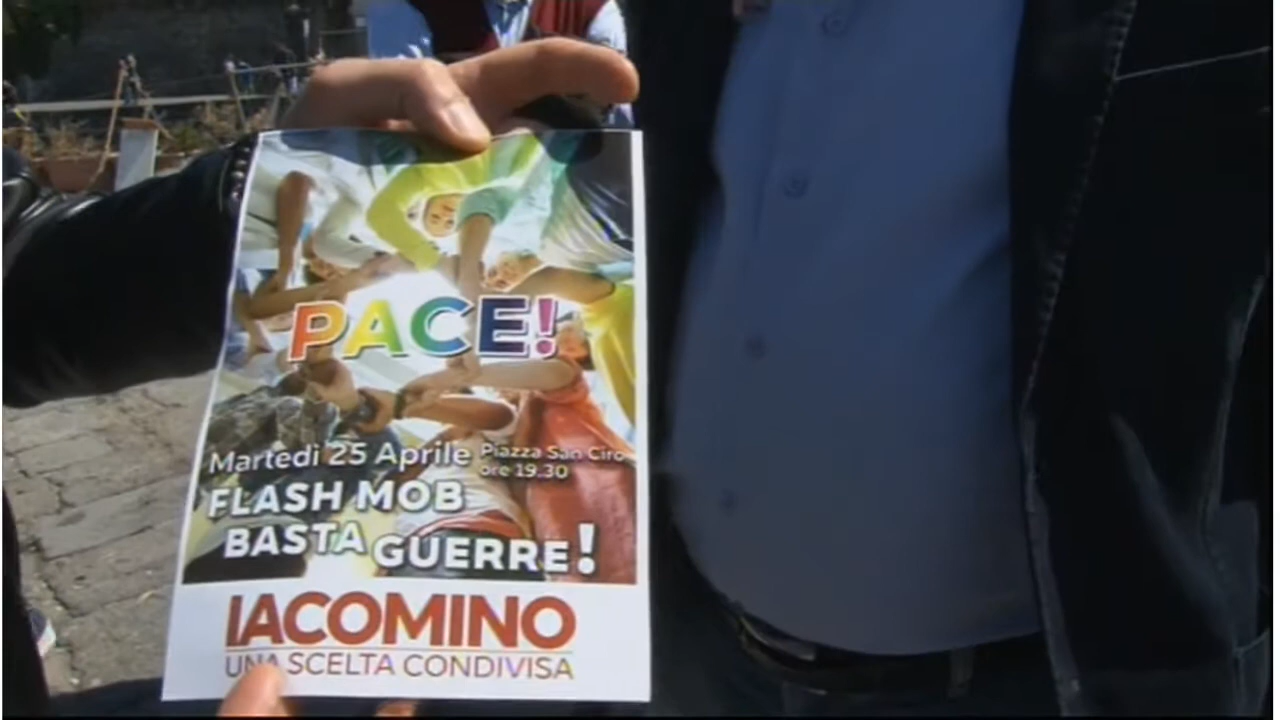 PACE!
Martedì 25 Aprile Piazza San Ciro
ore 19.30
FLASH MOB
BASTA GUERRE!
IACOMINO
UNA SCELTA CONDIVISA